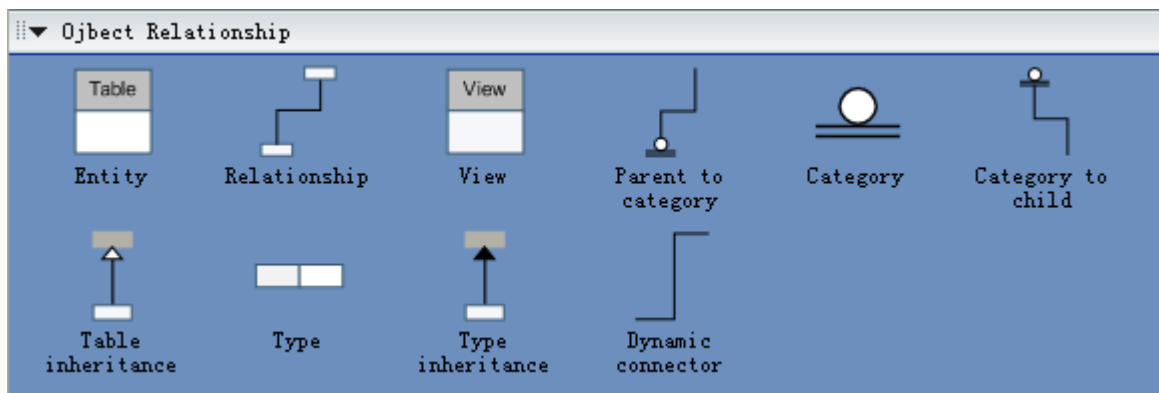 Ojbect Relationship
Table
View
Entity
Relationship
View
Parent to
category
Category
Category to
child
Table
inheritance
Type
Type
inheritance
Dynamic
connector